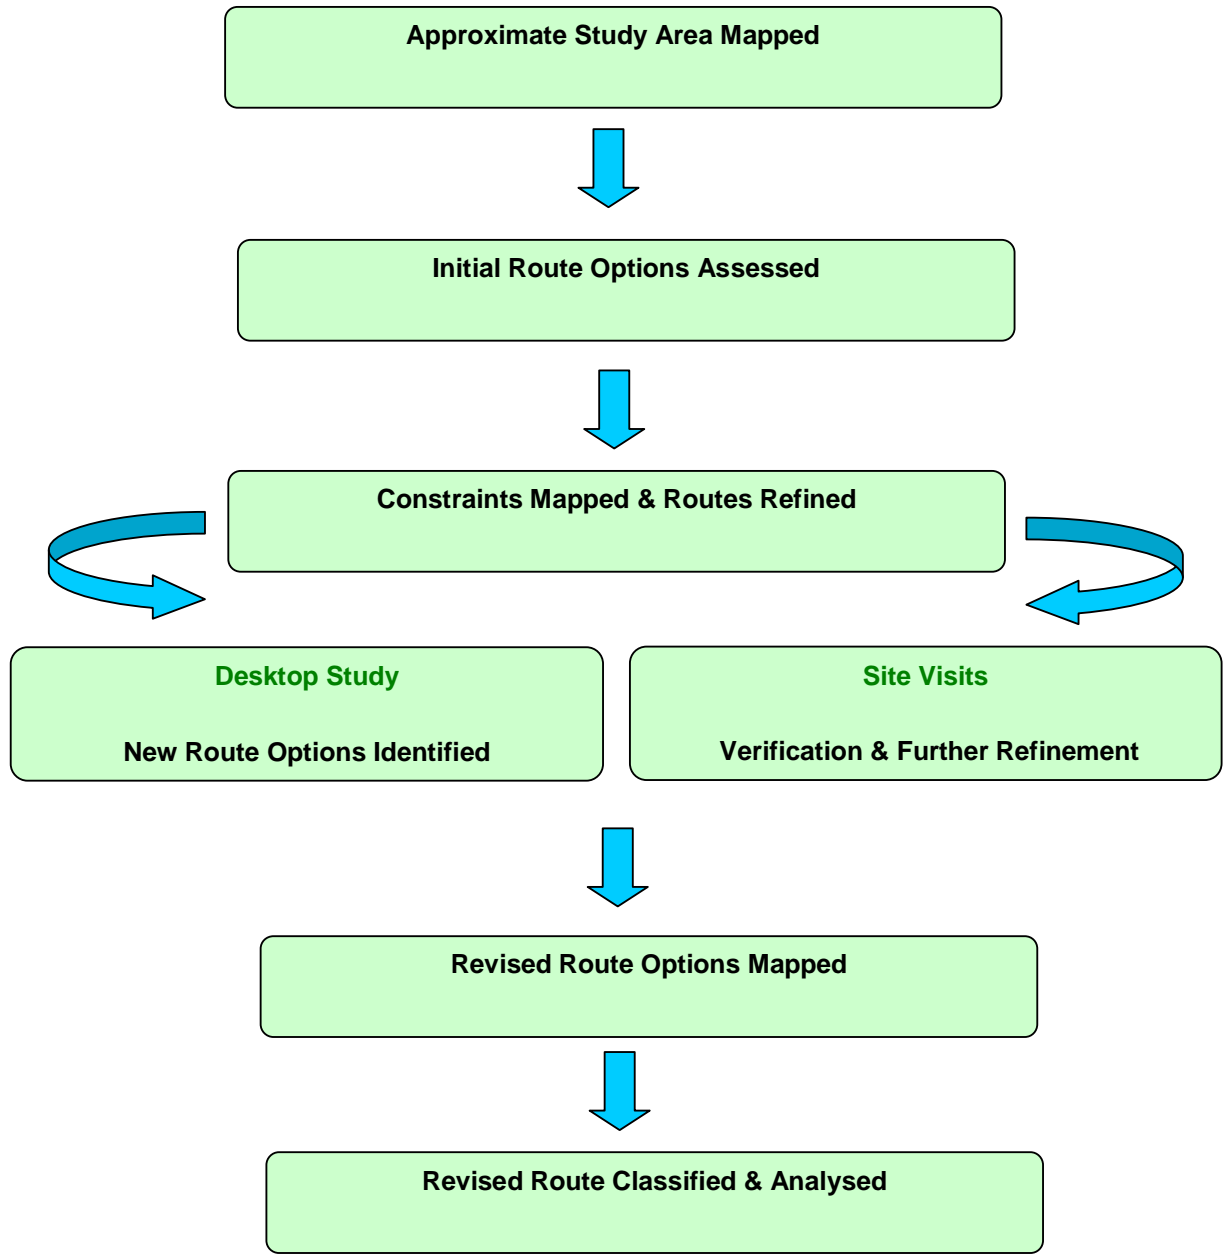 Approximate Study Area Mapped
Initial Route Options Assessed
Constraints Mapped & Routes Refined
Desktop Study
New Route Options Identified
Site Visits
Verification & Further Refinement
Revised Route Options Mapped
Revised Route Classified & Analysed